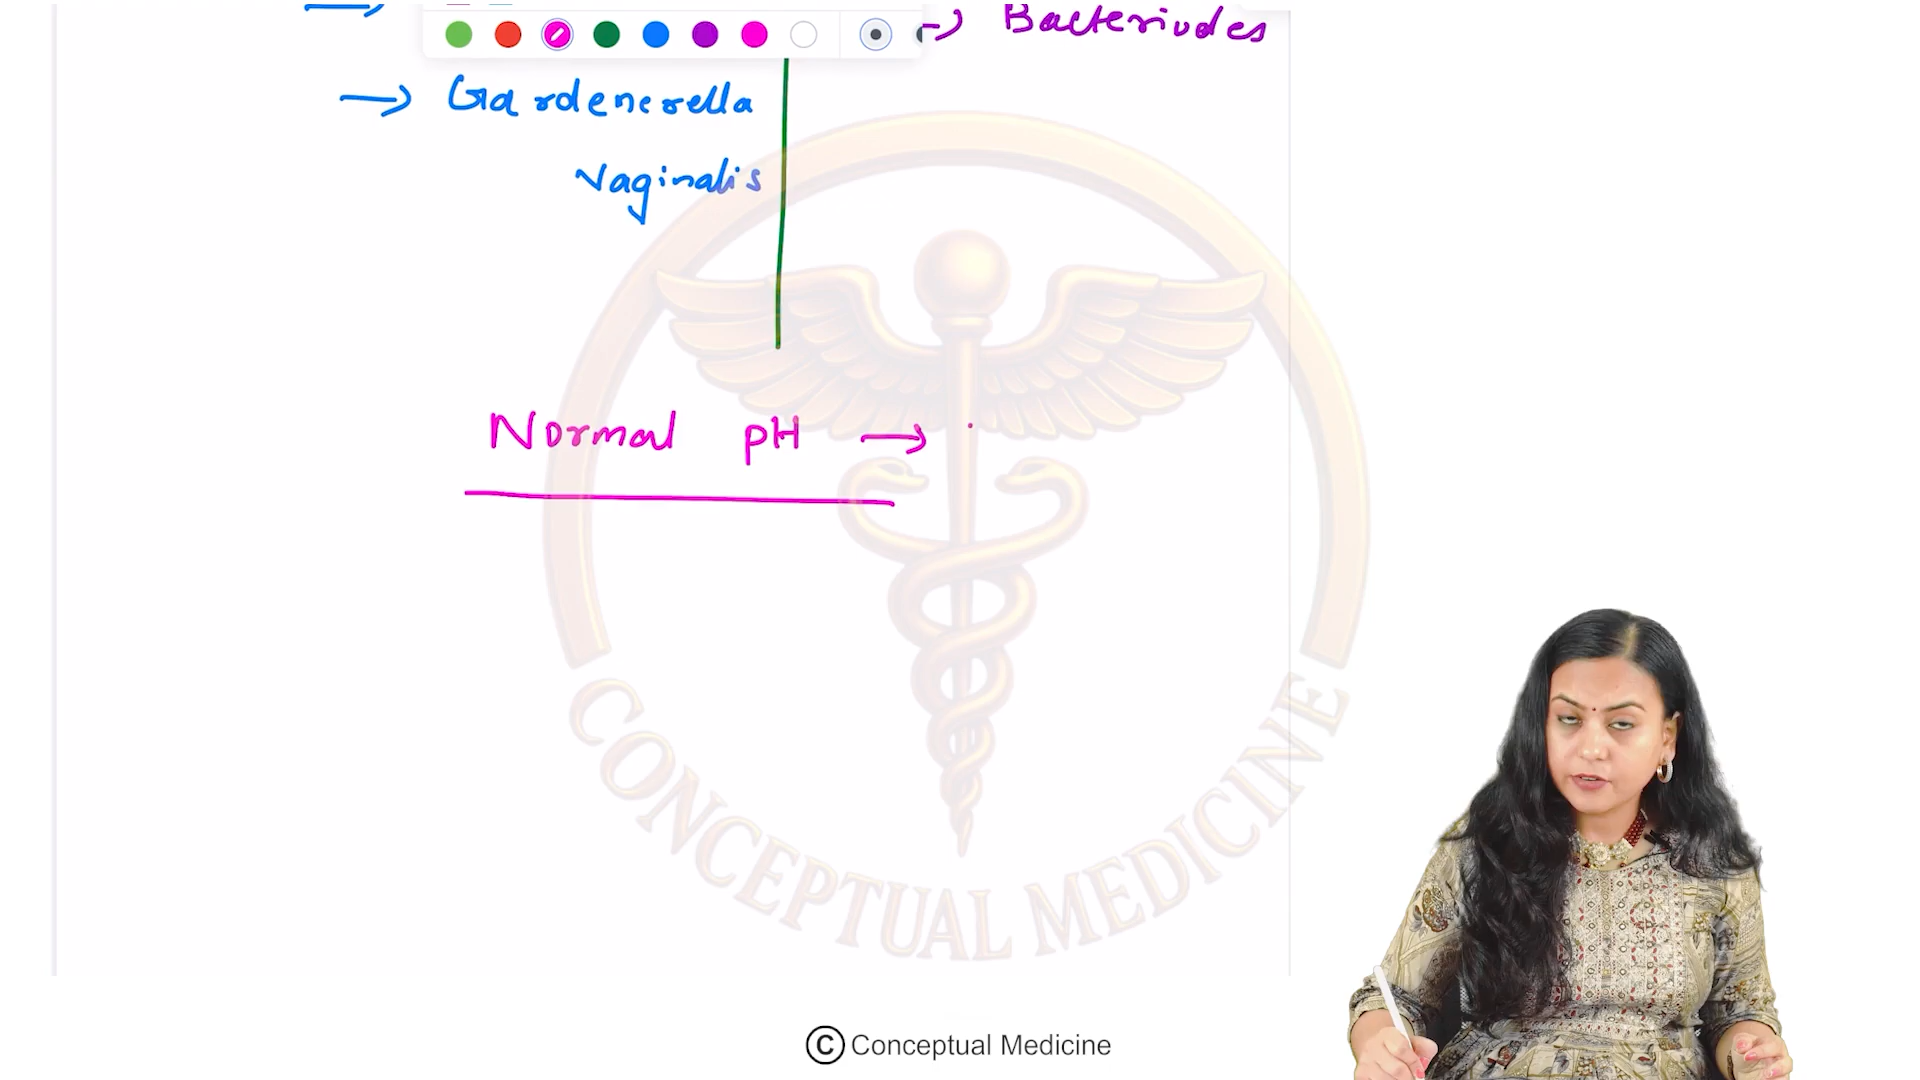 → Bacteriodes
→ Gardenerella
vaginalis
Normal pH →
CONCEPTUAL MEDICINE
© Conceptual Medicine